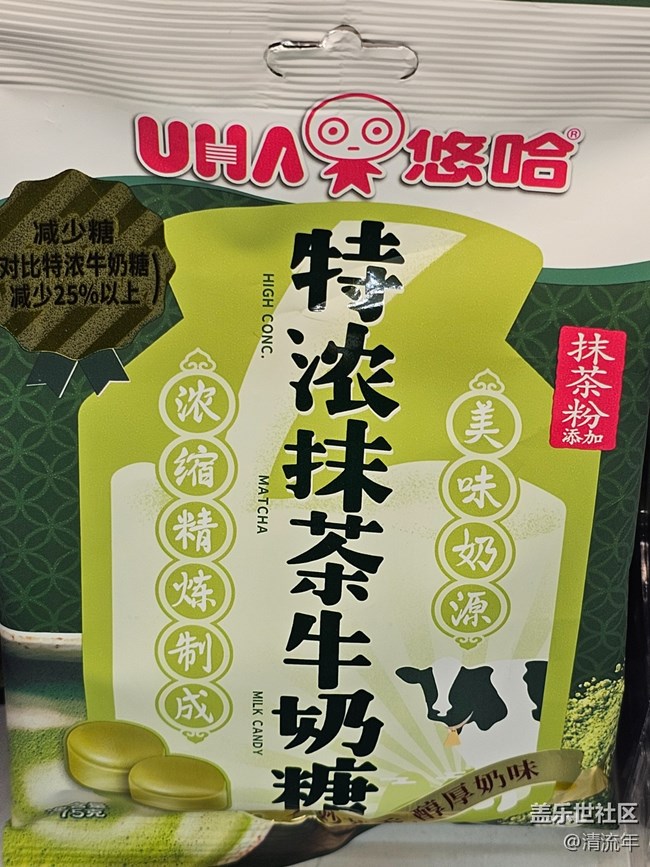 UHA悠哈®
减少糖
对比特浓牛奶糖)
减少25%以上
特浓抹茶牛奶糖
HIGH CONC.
MATCHA
MILK CANDY
浓缩精炼制成
美味奶源
抹茶粉
添加
醇厚奶味
75克
盖乐世社区
@清流年